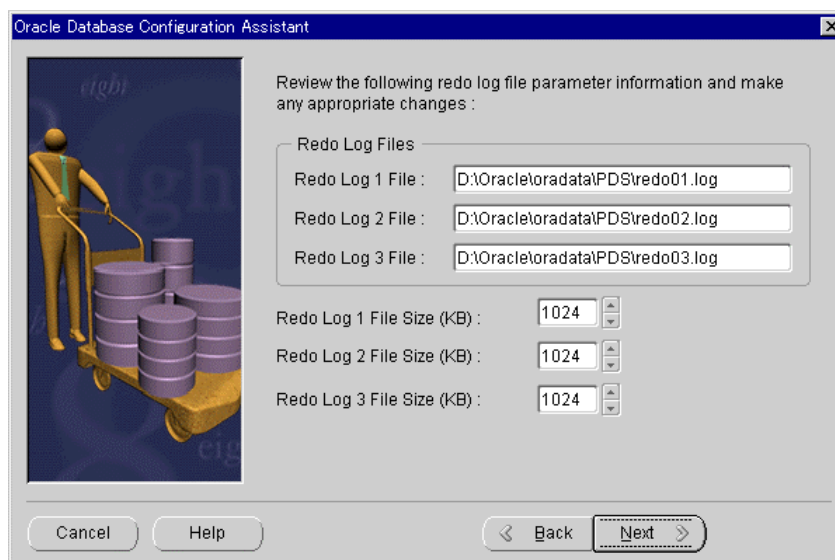 Oracle Database Configuration Assistant
eight
Review the following redo log file parameter information and make
any appropriate changes :
Redo Log Files
Redo Log 1 File :
D:\Oracle\oradata\PDS\redo01.log
Redo Log 2 File :
D:\Oracle\oradata\PDS\redo02.log
Redo Log 3 File :
D:\Oracle\oradata\PDS\redo03.log
Redo Log 1 File Size (KB) :
1024
Redo Log 2 File Size (KB) :
1024
Redo Log 3 File Size (KB) :
1024
Cancel
Help
Back
Next